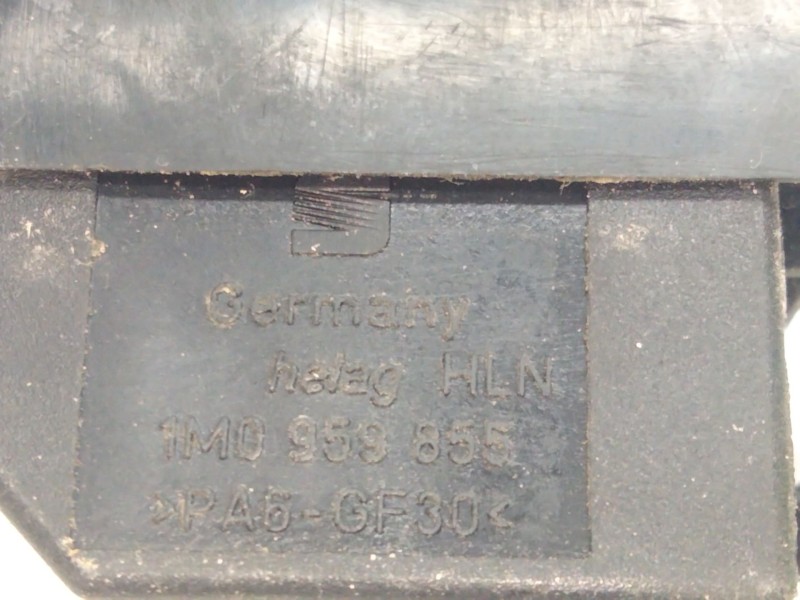 Germany
helag HLN
1M0 959 855
>PA6-GF30<